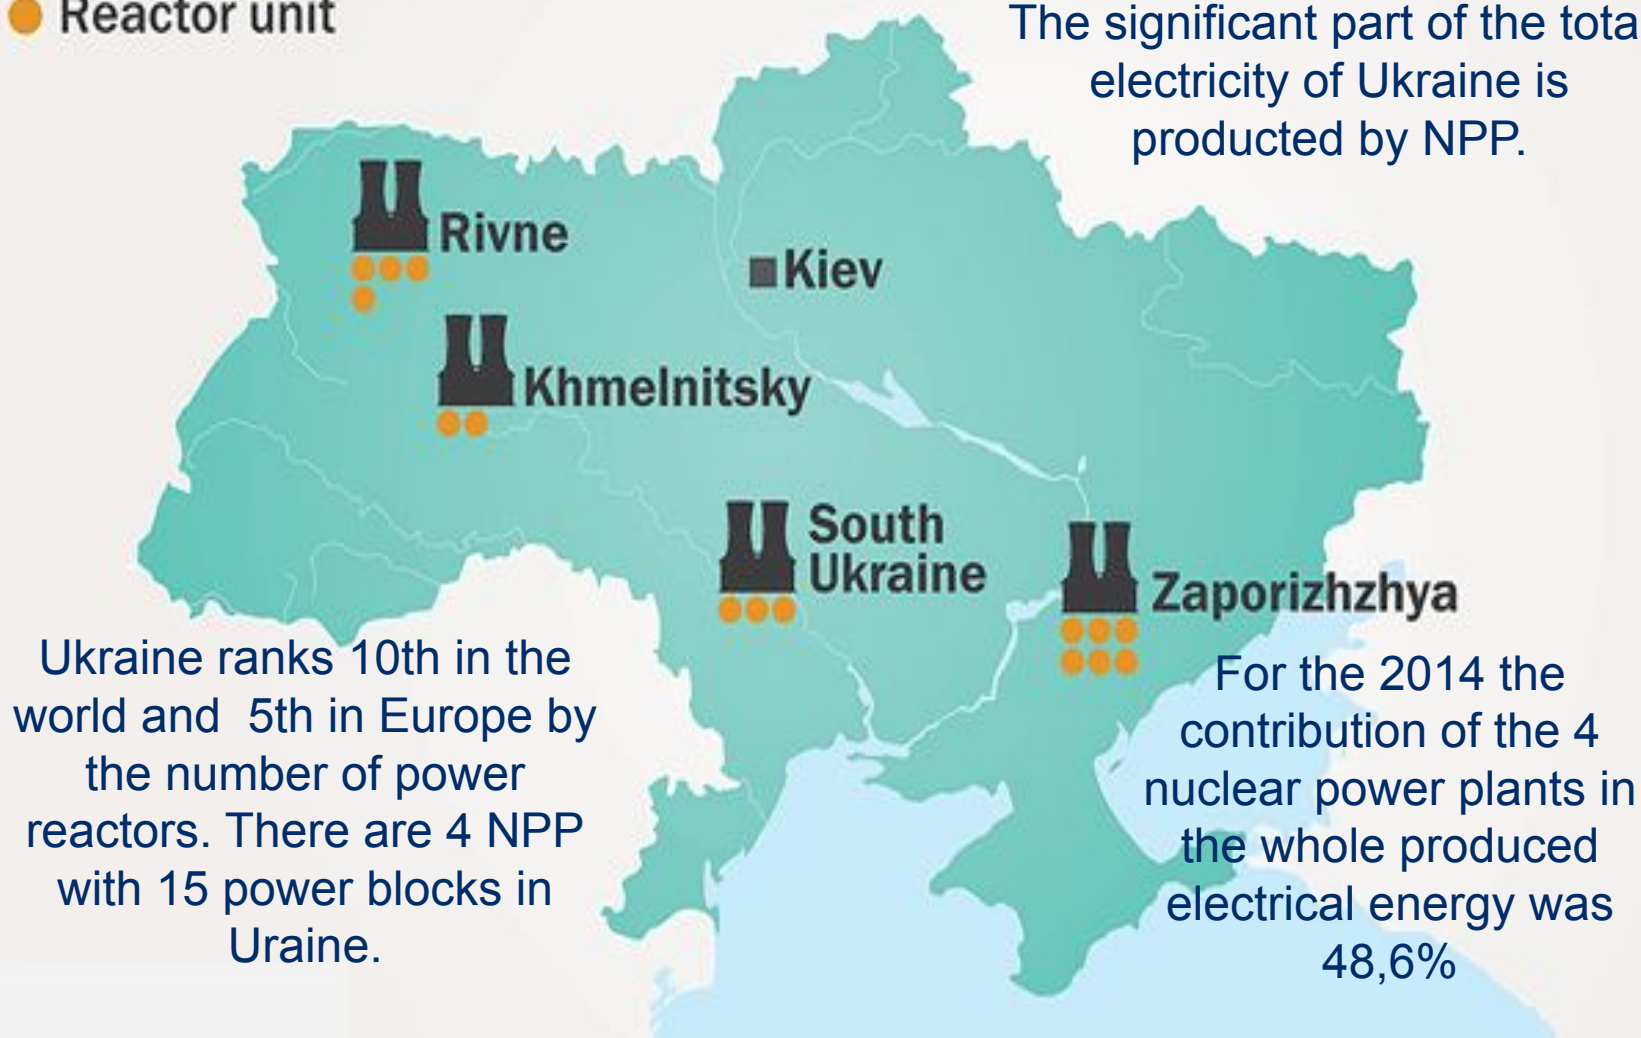 Reactor unit
The significant part of the tota
electricity of Ukraine is
producted by NPP.
Rivne
Kiev
Khmelnitsky
South
Ukraine
Zaporizhzhya
Ukraine ranks 10th in the
world and  5th in Europe by
the number of power
reactors. There are 4 NPP
with 15 power blocks in
Uraine.
For the 2014 the
contribution of the 4
nuclear power plants in
the whole produced
electrical energy was
48,6%